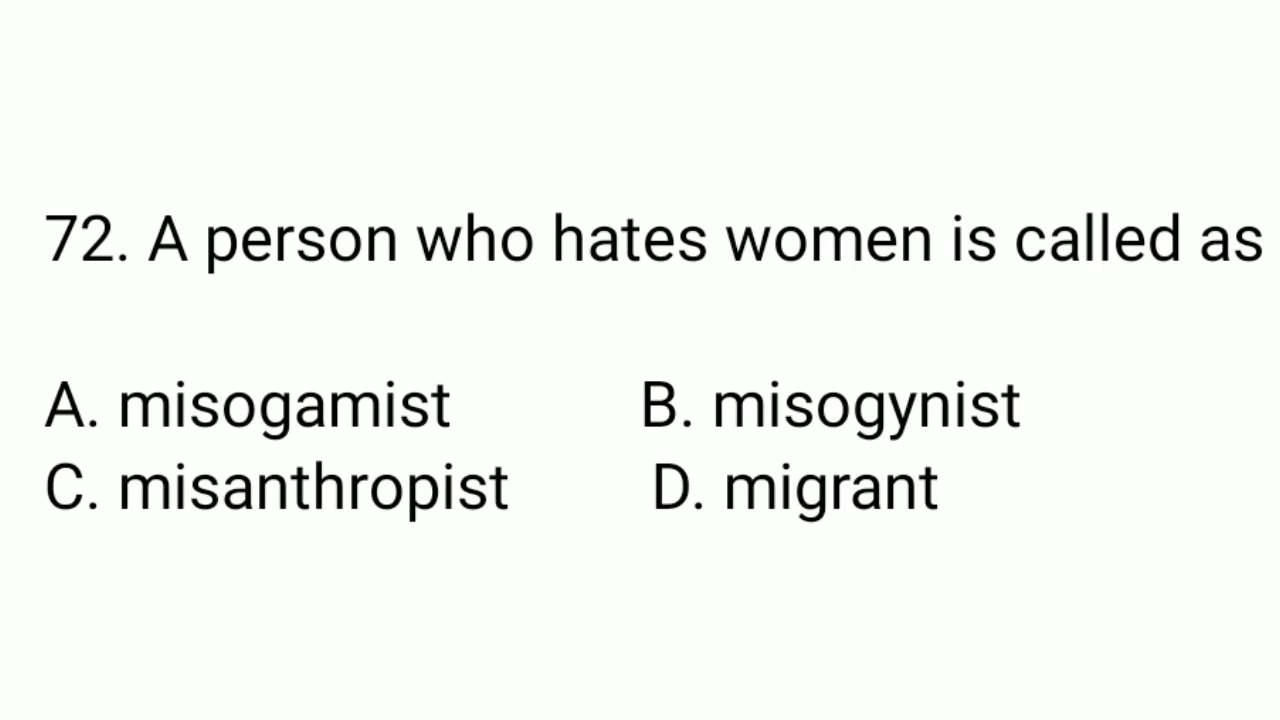 72. A person who hates women is called as
A. misogamist B. misogynist
C. misanthropist D. migrant